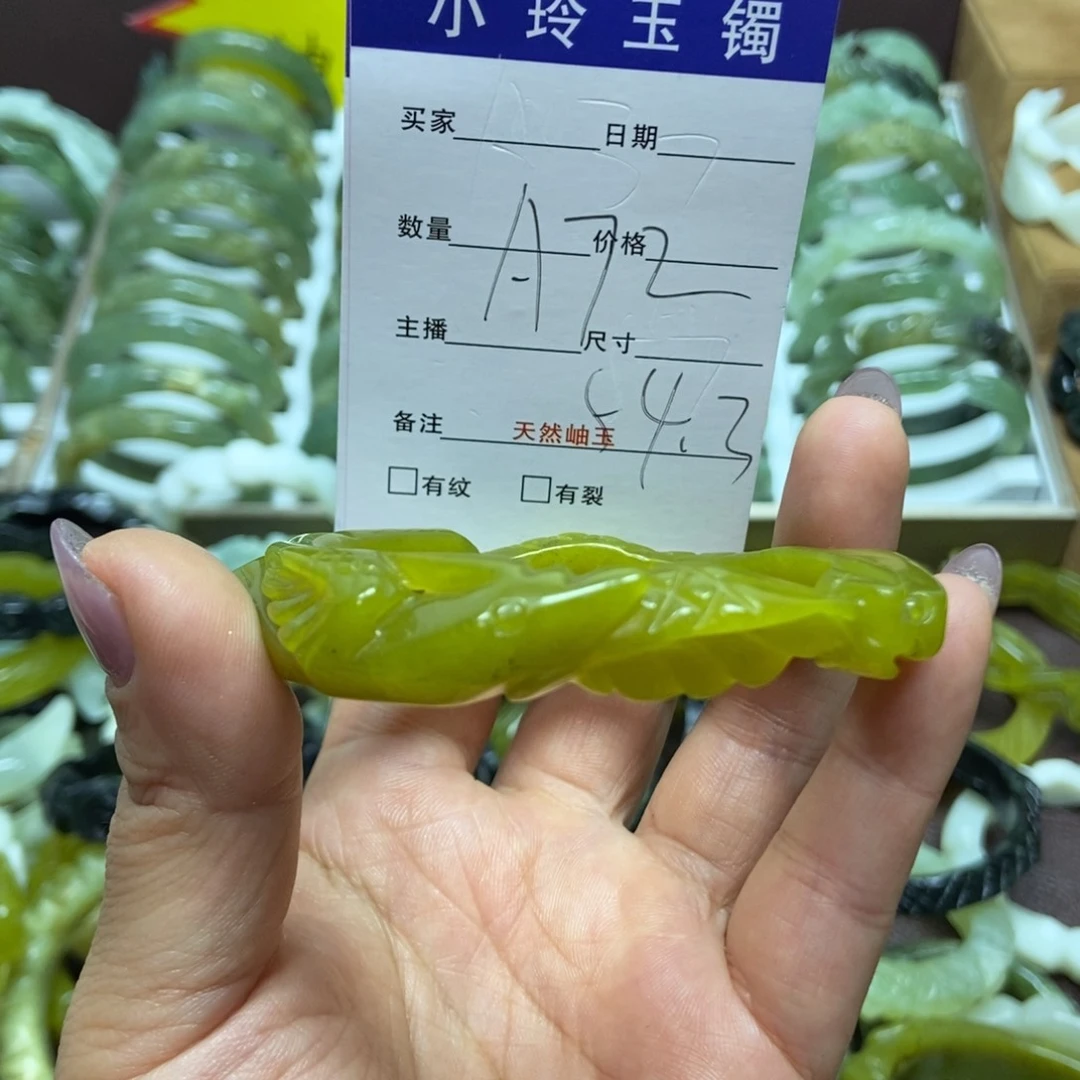 小玲玉镯
买家 日期
数量 价格
A72
主播 尺寸
54.3
备注 天然岫玉
有纹 有裂